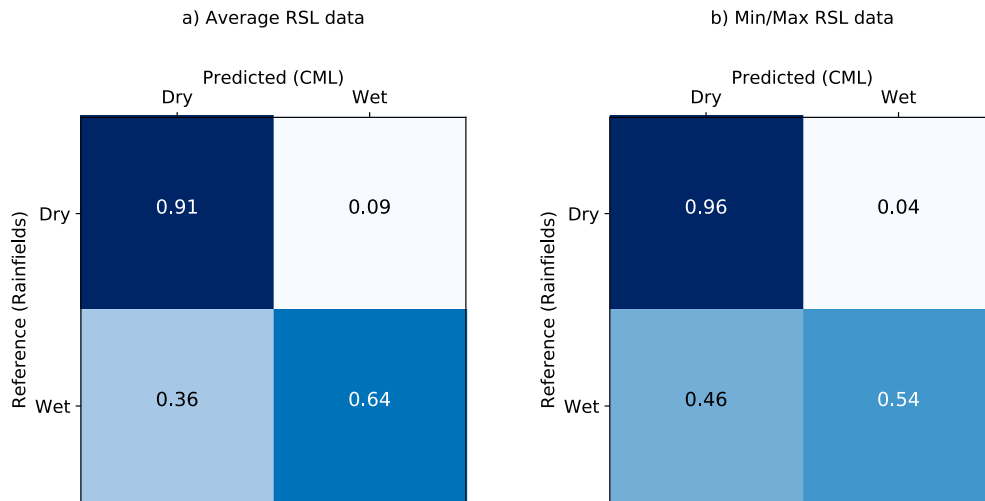 a) Average RSL data
Predicted (CML)
Dry Wet
Reference (Rainfields)
Dry
0.91 0.09
Wet
0.36 0.64
b) Min/Max RSL data
Predicted (CML)
Dry Wet
Reference (Rainfields)
Dry
0.96 0.04
Wet
0.46 0.54